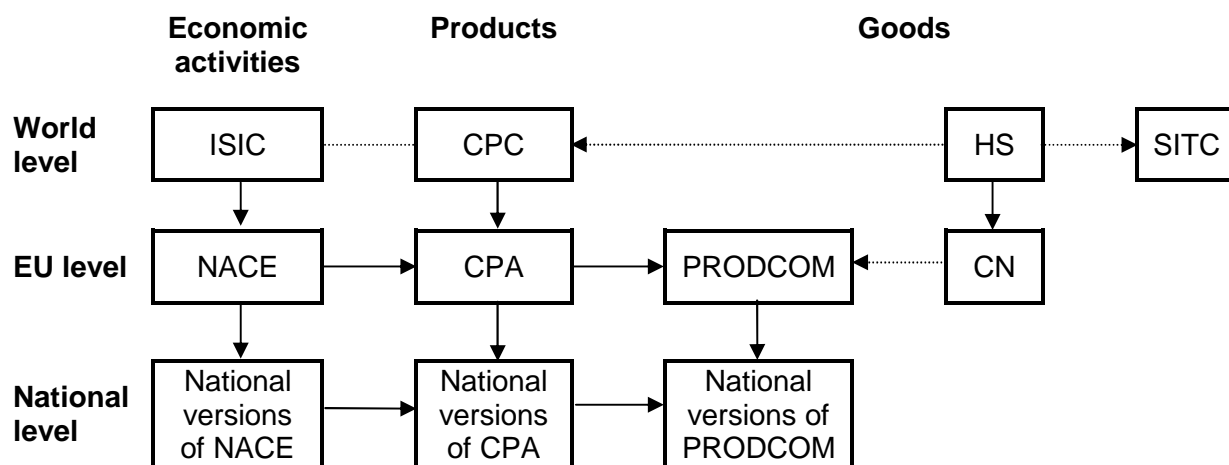 Economic
activities
Products
Goods
World
level
ISIC
CPC
HS
SITC
EU level
NACE
CPA
PRODCOM
CN
National
level
National
versions
of NACE
National
versions
of CPA
National
versions of
PRODCOM